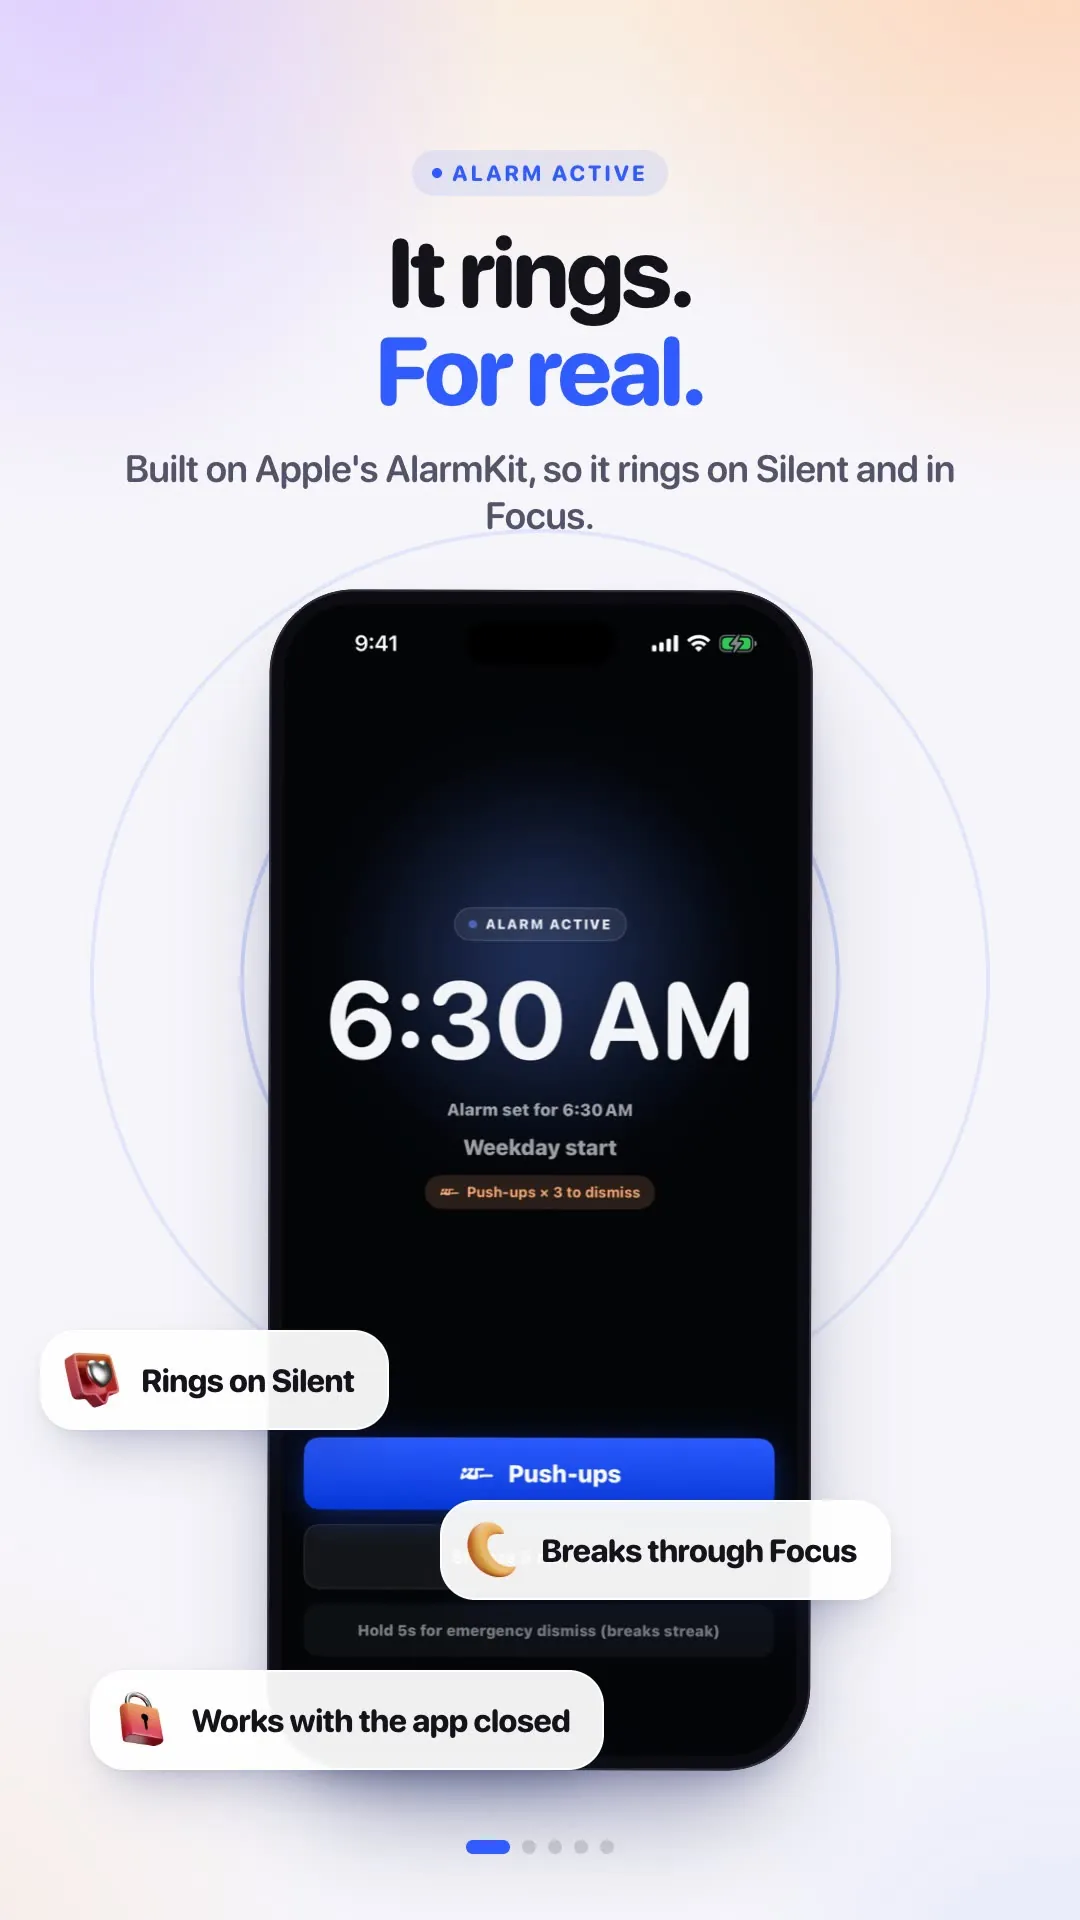 ALARM ACTIVE
It rings.
For real.
Built on Apple's AlarmKit, so it rings on Silent and in
Focus.
9:41
ALARM ACTIVE
6:30 AM
Alarm set for 6:30 AM
Weekday start
Push-ups × 3 to dismiss
Rings on Silent
Push-ups
Breaks through Focus
Hold 5s for emergency dismiss (breaks streak)
Works with the app closed